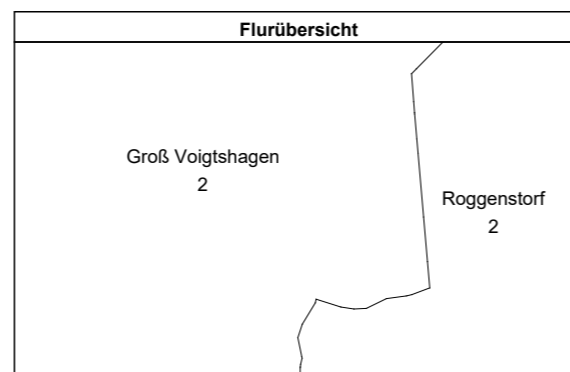 Flurübersicht
Groß Voigtshagen
2
Roggenstorf
2